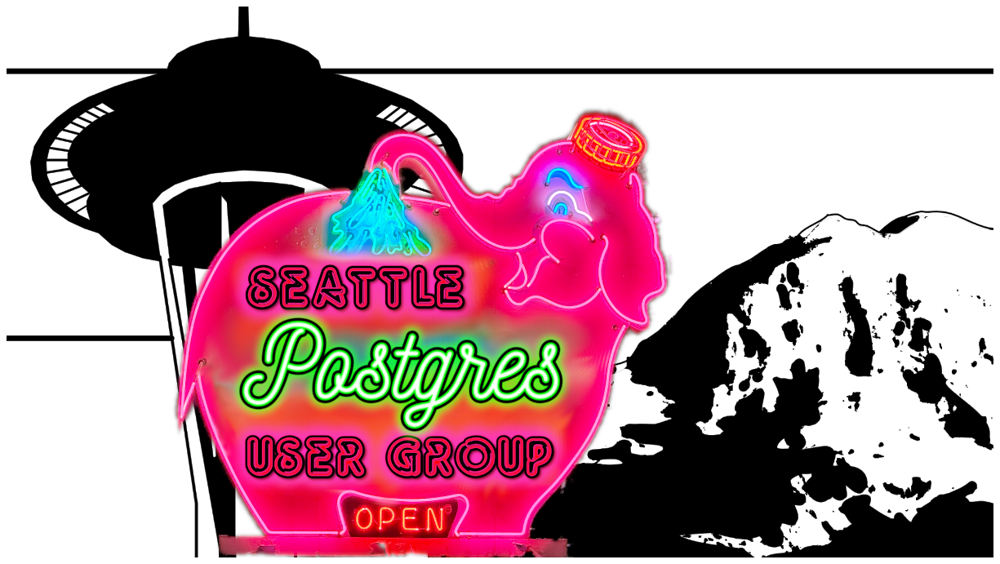 SEATTLE
Postgres
USER GROUP
OPEN